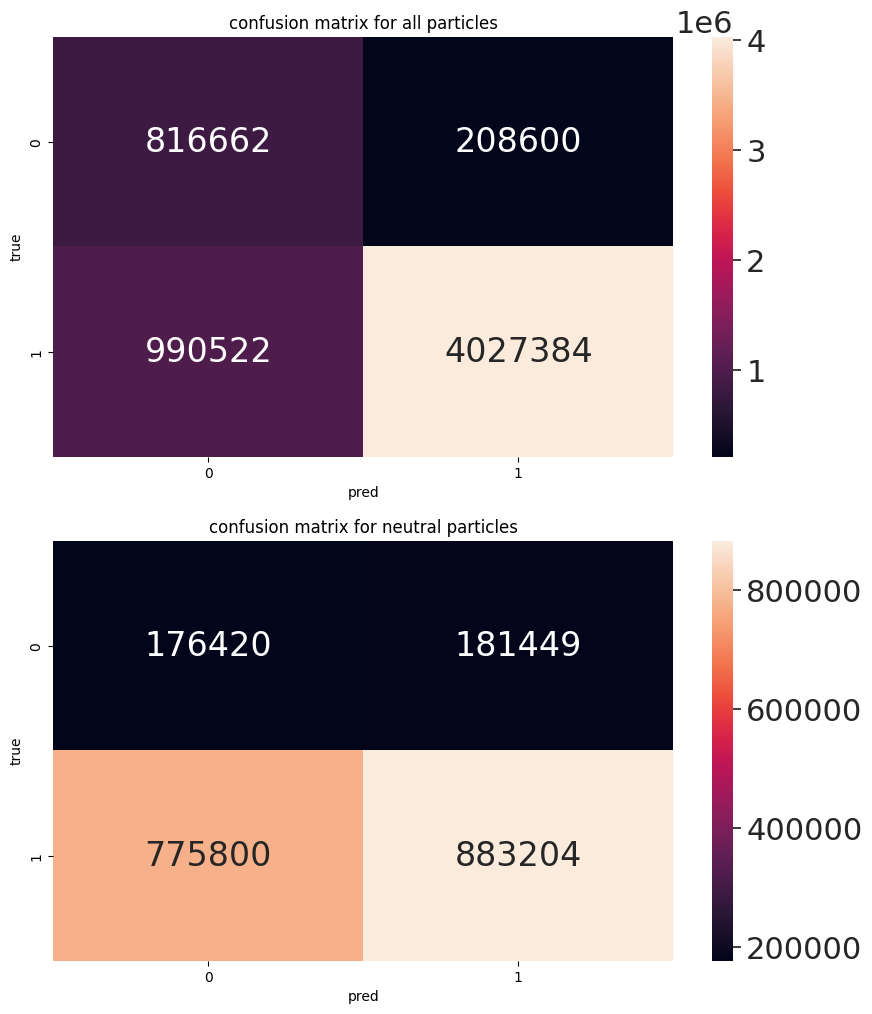 confusion matrix for all particles
1e6
4
3
2
1
816662 208600
990522 4027384
0
1
true
0 1
pred
confusion matrix for neutral particles
800000
600000
400000
200000
176420 181449
775800 883204
0
1
true
0 1
pred